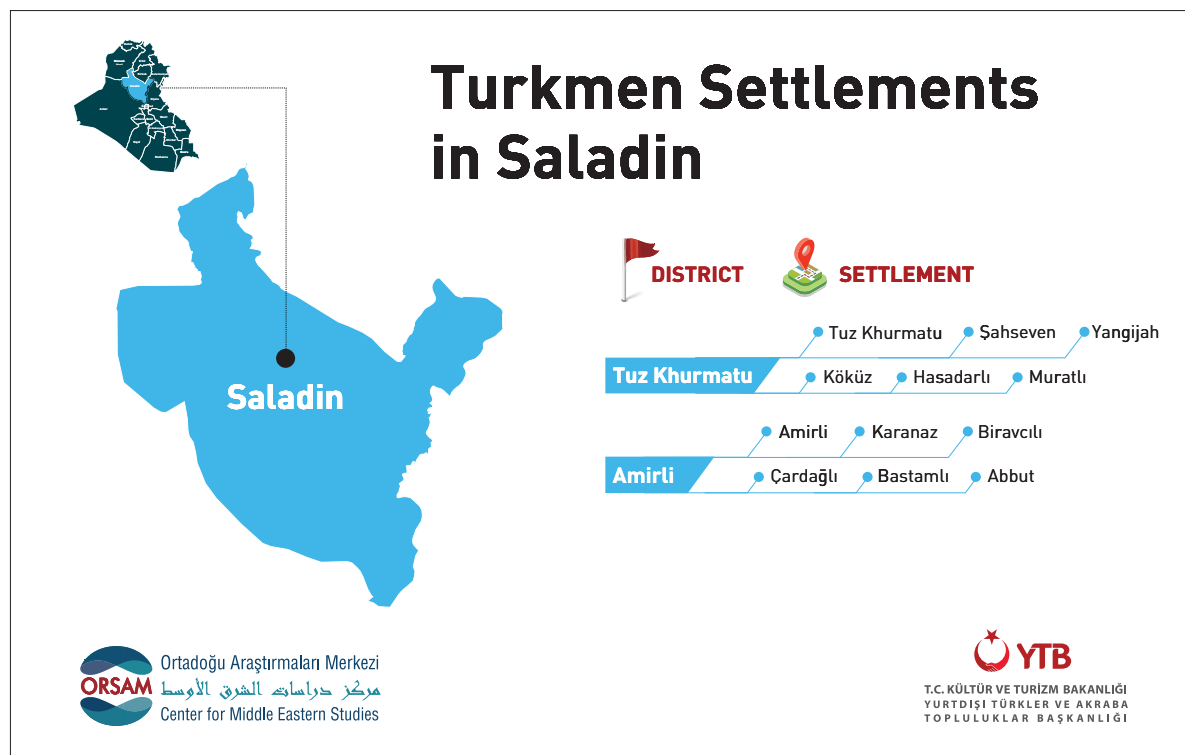 Turkmen Settlements
in Saladin
DISTRICT
SETTLEMENT
Saladin
Tuz Khurmatu
Tuz Khurmatu
Şahseven
Yangijah
Köküz
Hasadarlı
Muratlı
Amirli
Amirli
Karanaz
Biravcılı
Çardağlı
Bastamlı
Abbut
ORSAM
Ortadoğu Araştırmaları Merkezi
مركز دراسات الشرق الأوسط
Center for Middle Eastern Studies
YTB
T.C. KÜLTÜR VE TURİZM BAKANLIĞI
YURTDIŞI TÜRKLER VE AKRABA
TOPLULUKLAR BAŞKANLIĞI